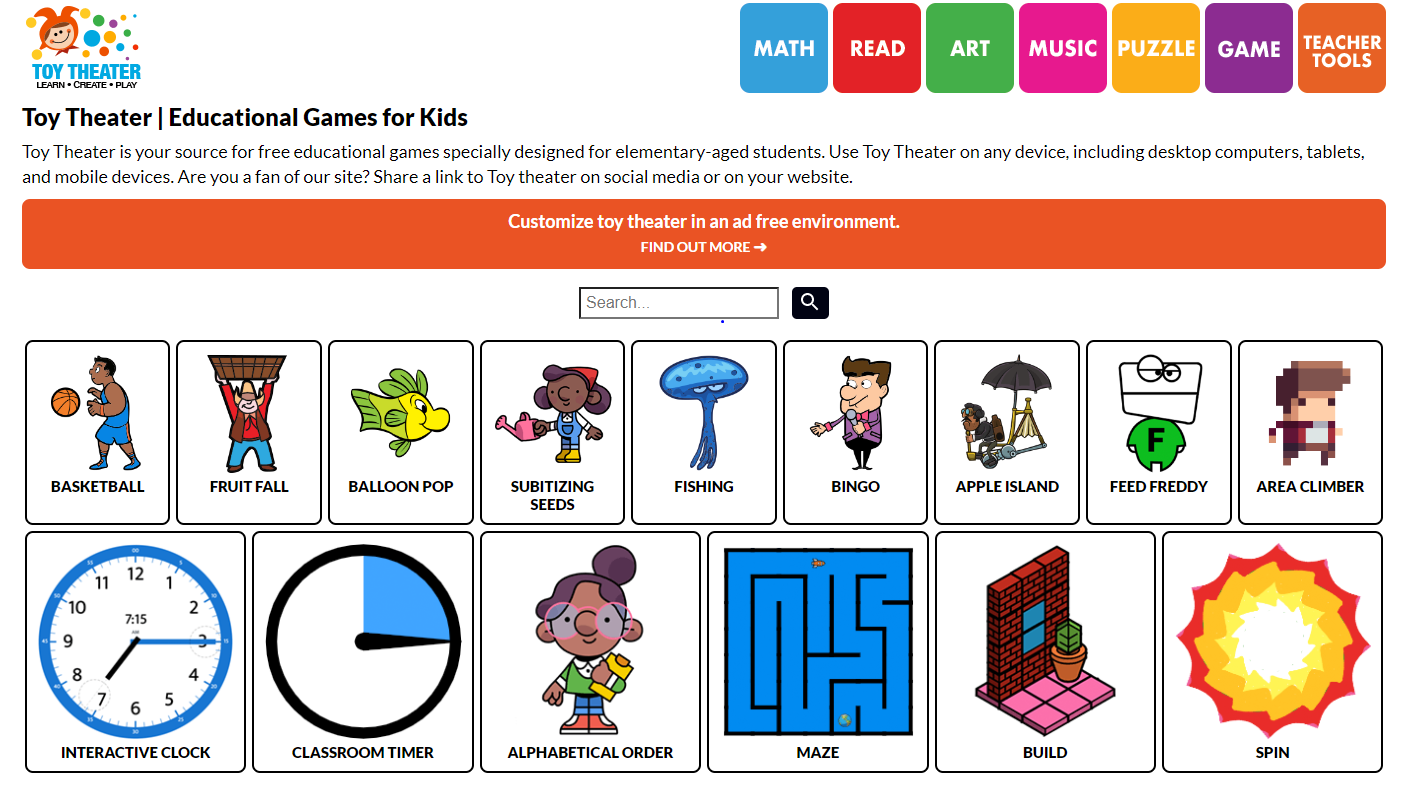 TOY THEATER
LEARN • CREATE • PLAY
MATH
READ
ART
MUSIC
PUZZLE
GAME
TEACHER
TOOLS
Toy Theater | Educational Games for Kids
Toy Theater is your source for free educational games specially designed for elementary-aged students. Use Toy Theater on any device, including desktop computers, tablets,
and mobile devices. Are you a fan of our site? Share a link to Toy theater on social media or on your website.
Customize toy theater in an ad free environment.
FIND OUT MORE ➜
Search...
BASKETBALL
FRUIT FALL
BALLOON POP
SUBITIZING
SEEDS
FISHING
BINGO
APPLE ISLAND
F
FEED FREDDY
AREA CLIMBER
12
1
2
3
4
5
6
7
8
9
10
11
7:15
INTERACTIVE CLOCK
CLASSROOM TIMER
ALPHABETICAL ORDER
MAZE
BUILD
SPIN